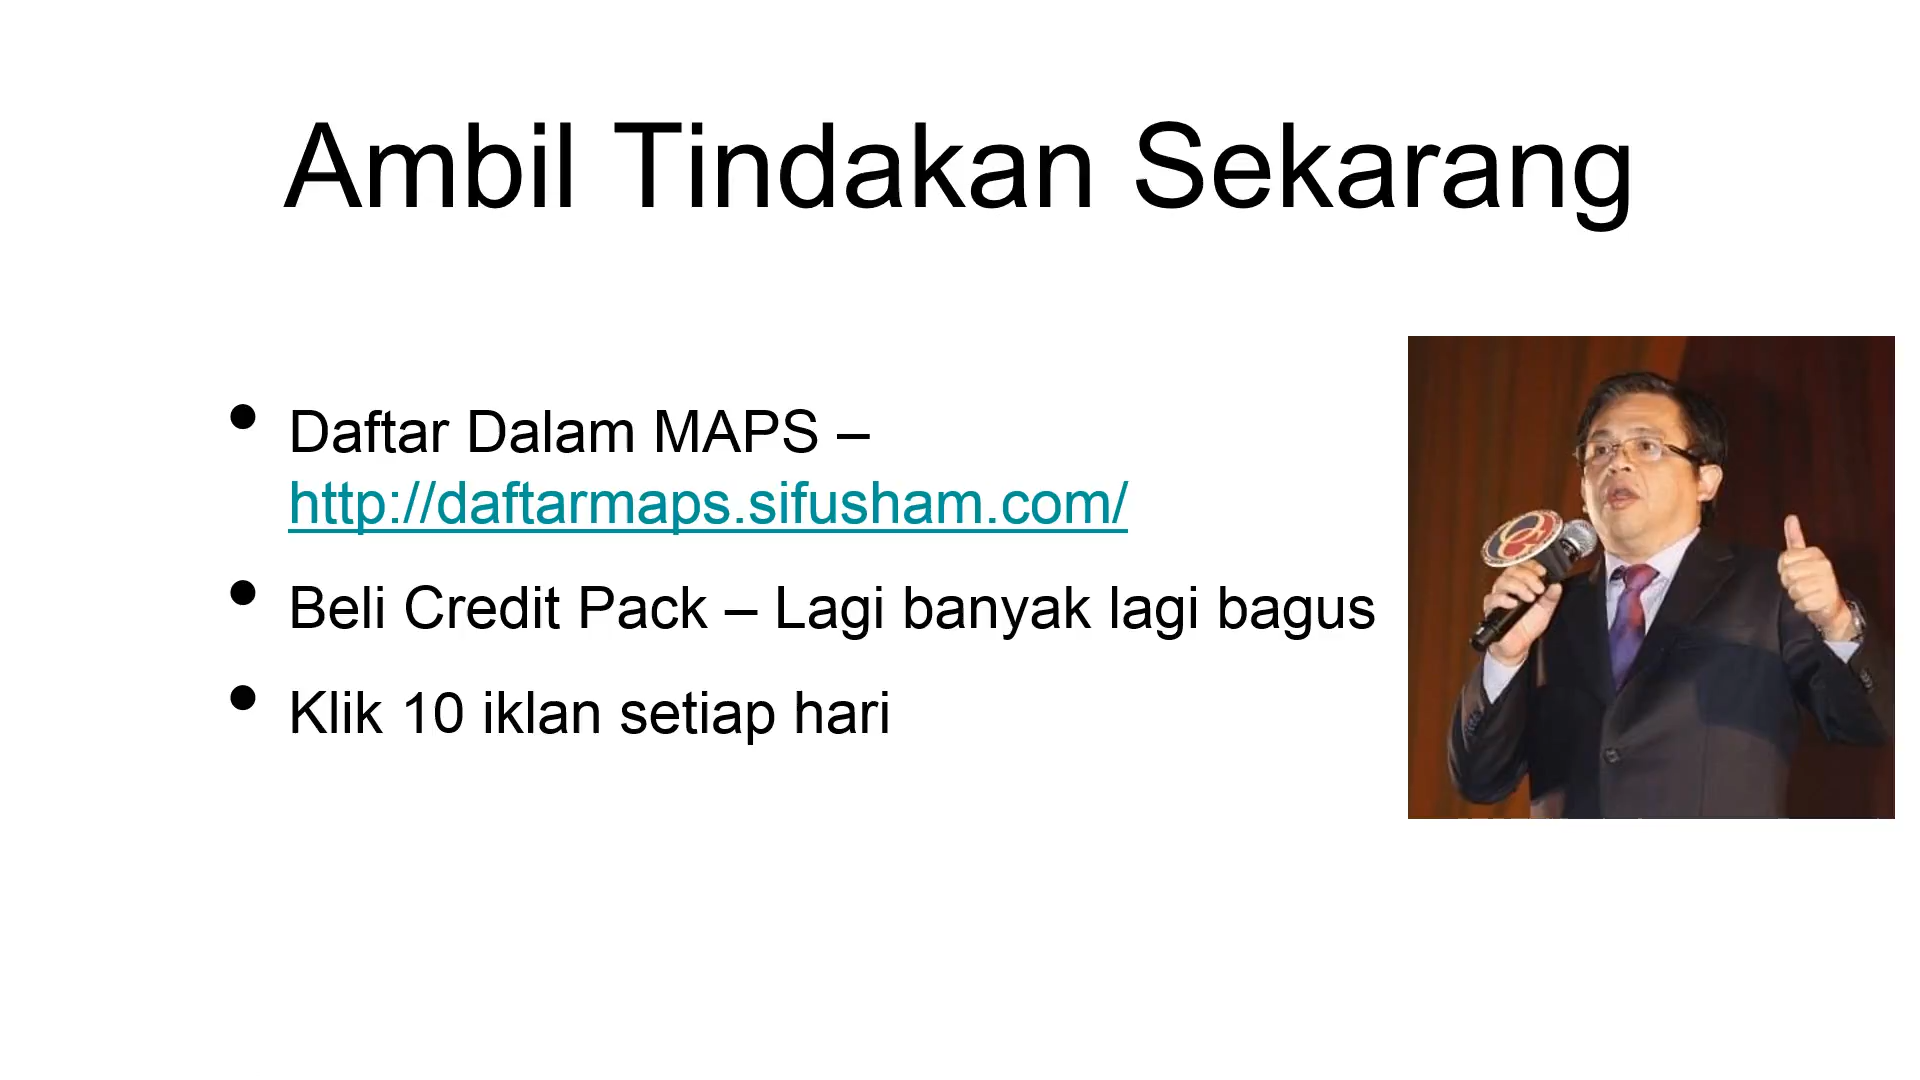 Ambil Tindakan Sekarang
• Daftar Dalam MAPS –
http://daftarmaps.sifusham.com/
• Beli Credit Pack – Lagi banyak lagi bagus
• Klik 10 iklan setiap hari